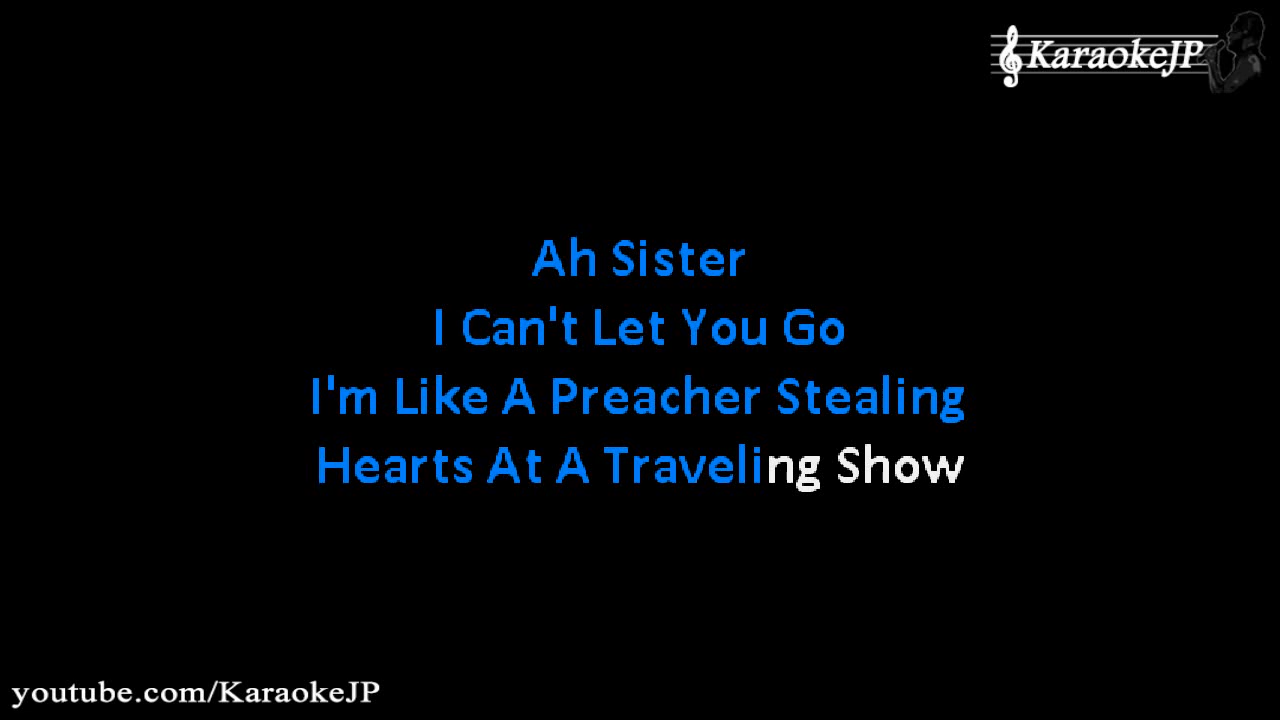 KaraokeJP
Ah Sister
I Can't Let You Go
I'm Like A Preacher Stealing
Hearts At A Traveling Show
youtube.com/KaraokeJP